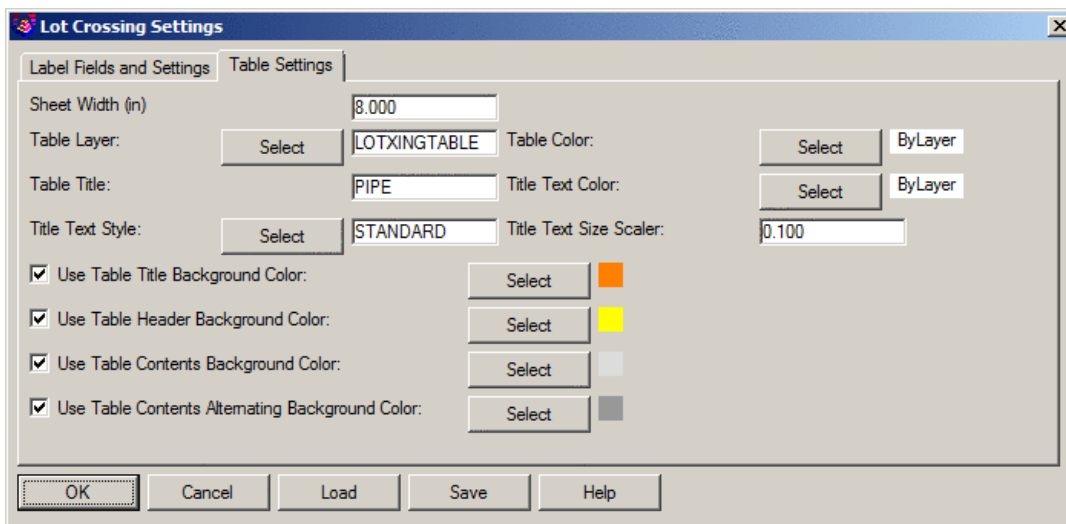 Lot Crossing Settings
Label Fields and Settings Table Settings
Sheet Width (in) 8.000
Table Layer: Select LOTXINGTABLE Table Color: Select ByLayer
Table Title: PIPE Title Text Color: Select ByLayer
Title Text Style: Select STANDARD Title Text Size Scaler: 0.100
Use Table Title Background Color: Select
Use Table Header Background Color: Select
Use Table Contents Background Color: Select
Use Table Contents Alternating Background Color: Select
OK Cancel Load Save Help